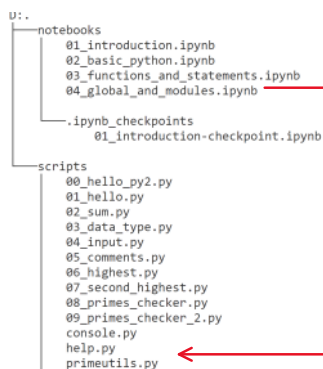 D:.
notebooks
01_introduction.ipynb
02_basic_python.ipynb
03_functions_and_statements.ipynb
04_global_and_modules.ipynb
.ipynb_checkpoints
01_introduction-checkpoint.ipynb
scripts
00_hello_py2.py
01_hello.py
02_sum.py
03_data_type.py
04_input.py
05_comments.py
06_highest.py
07_second_highest.py
08_primes_checker.py
09_primes_checker_2.py
console.py
help.py
primeutils.py